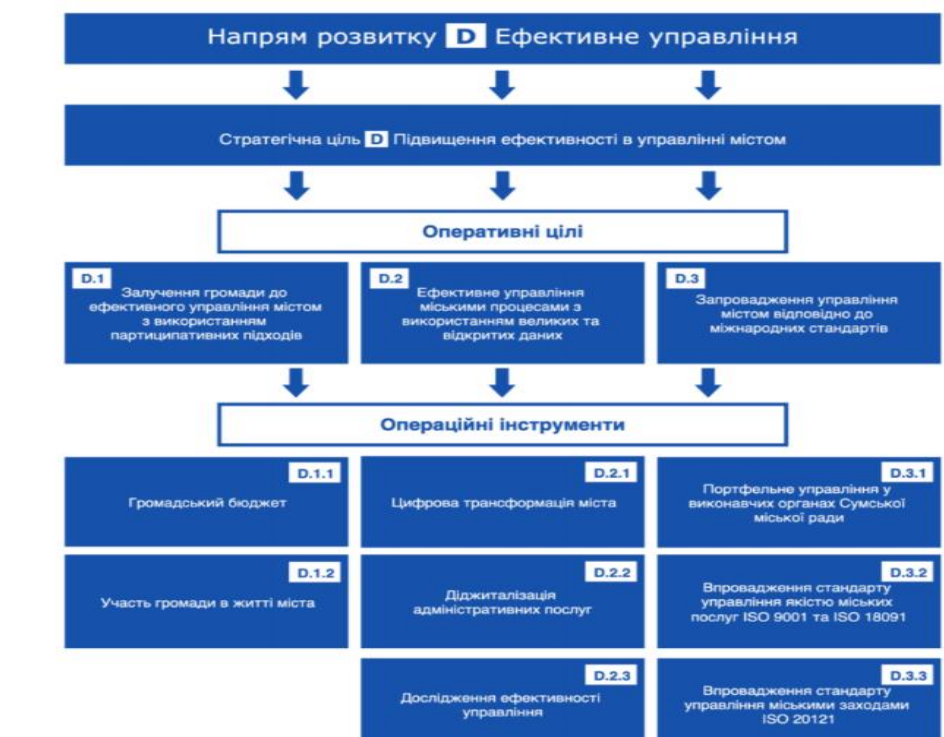 Напрям розвитку D Ефективне управління
Стратегічна ціль D Підвищення ефективності в управлінні містом
Оперативні цілі
D.1
Залучення громади до
ефективного управління містом
з використанням
партиципативних підходів
D.2
Ефективне управління
міськими процесами з
використанням великих та
відкритих даних
D.3
Запровадження управління
містом відповідно до
міжнародних стандартів
Операційні інструменти
D.1.1
Громадський бюджет
D.2.1
Цифрова трансформація міста
D.3.1
Портфельне управління у
виконавчих органах Сумської
міської ради
D.1.2
Участь громади в житті міста
D.2.2
Діджиталізація
адміністративних послуг
D.3.2
Впровадження стандарту
управління якістю міських
послуг ISO 9001 та ISO 18091
D.2.3
Дослідження ефективності
управління
D.3.3
Впровадження стандарту
управління міськими заходами
ISO 20121